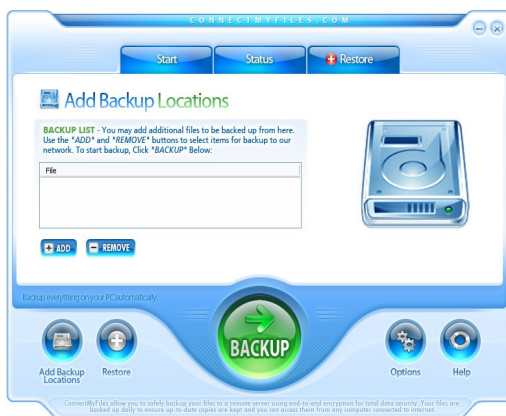 CONNECTMYFILES.COM
Start
Status
Restore
Add Backup Locations
BACKUP LIST - You may add additional files to be backed up from here.
Use the "ADD" and "REMOVE" buttons to select items for backup to our
network. To start backup, Click "BACKUP" Below:
File
ADD
REMOVE
Backup everything on your PC automatically.
BACKUP
Add Backup
Locations
Restore
Options
Help
ConnectMyFiles allow you to safely backup your files to a remote server using end-to-end encryption for total data security. Your files are
backed up daily to ensure up-to-date copies are kept and you can access them from any computer connected to internet.